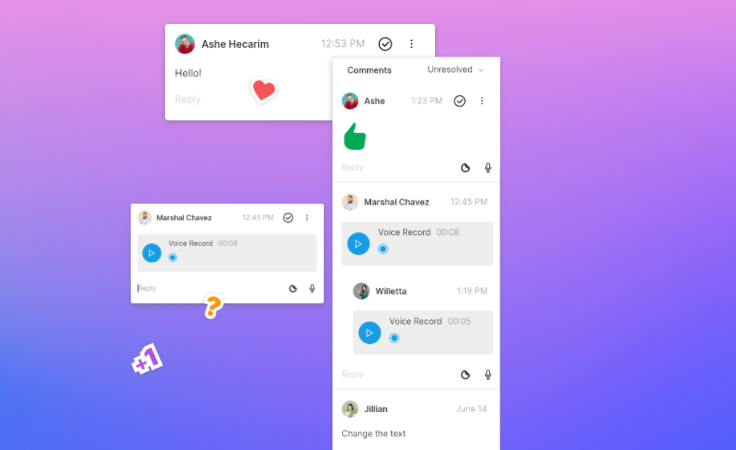 Ashe Hecarim 12:53 PM
Hello!
Reply
Comments Unresolved
Ashe 1:23 PM
Reply
Marshal Chavez 12:45 PM
Voice Record 00:08
Willetta 1:19 PM
Voice Record 00:05
Reply
Jillian June 14
Change the text
Marshal Chavez 12:45 PM
Voice Record 00:08
Reply
?
+1